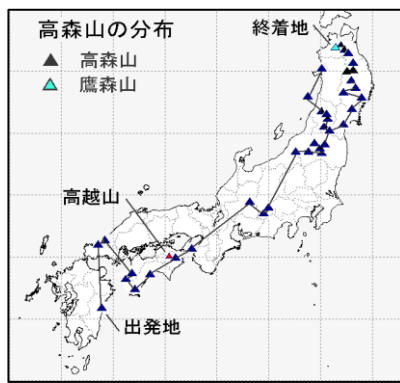 高森山の分布
▲ 高森山
▲ 鷹森山
終着地
高越山
出発地